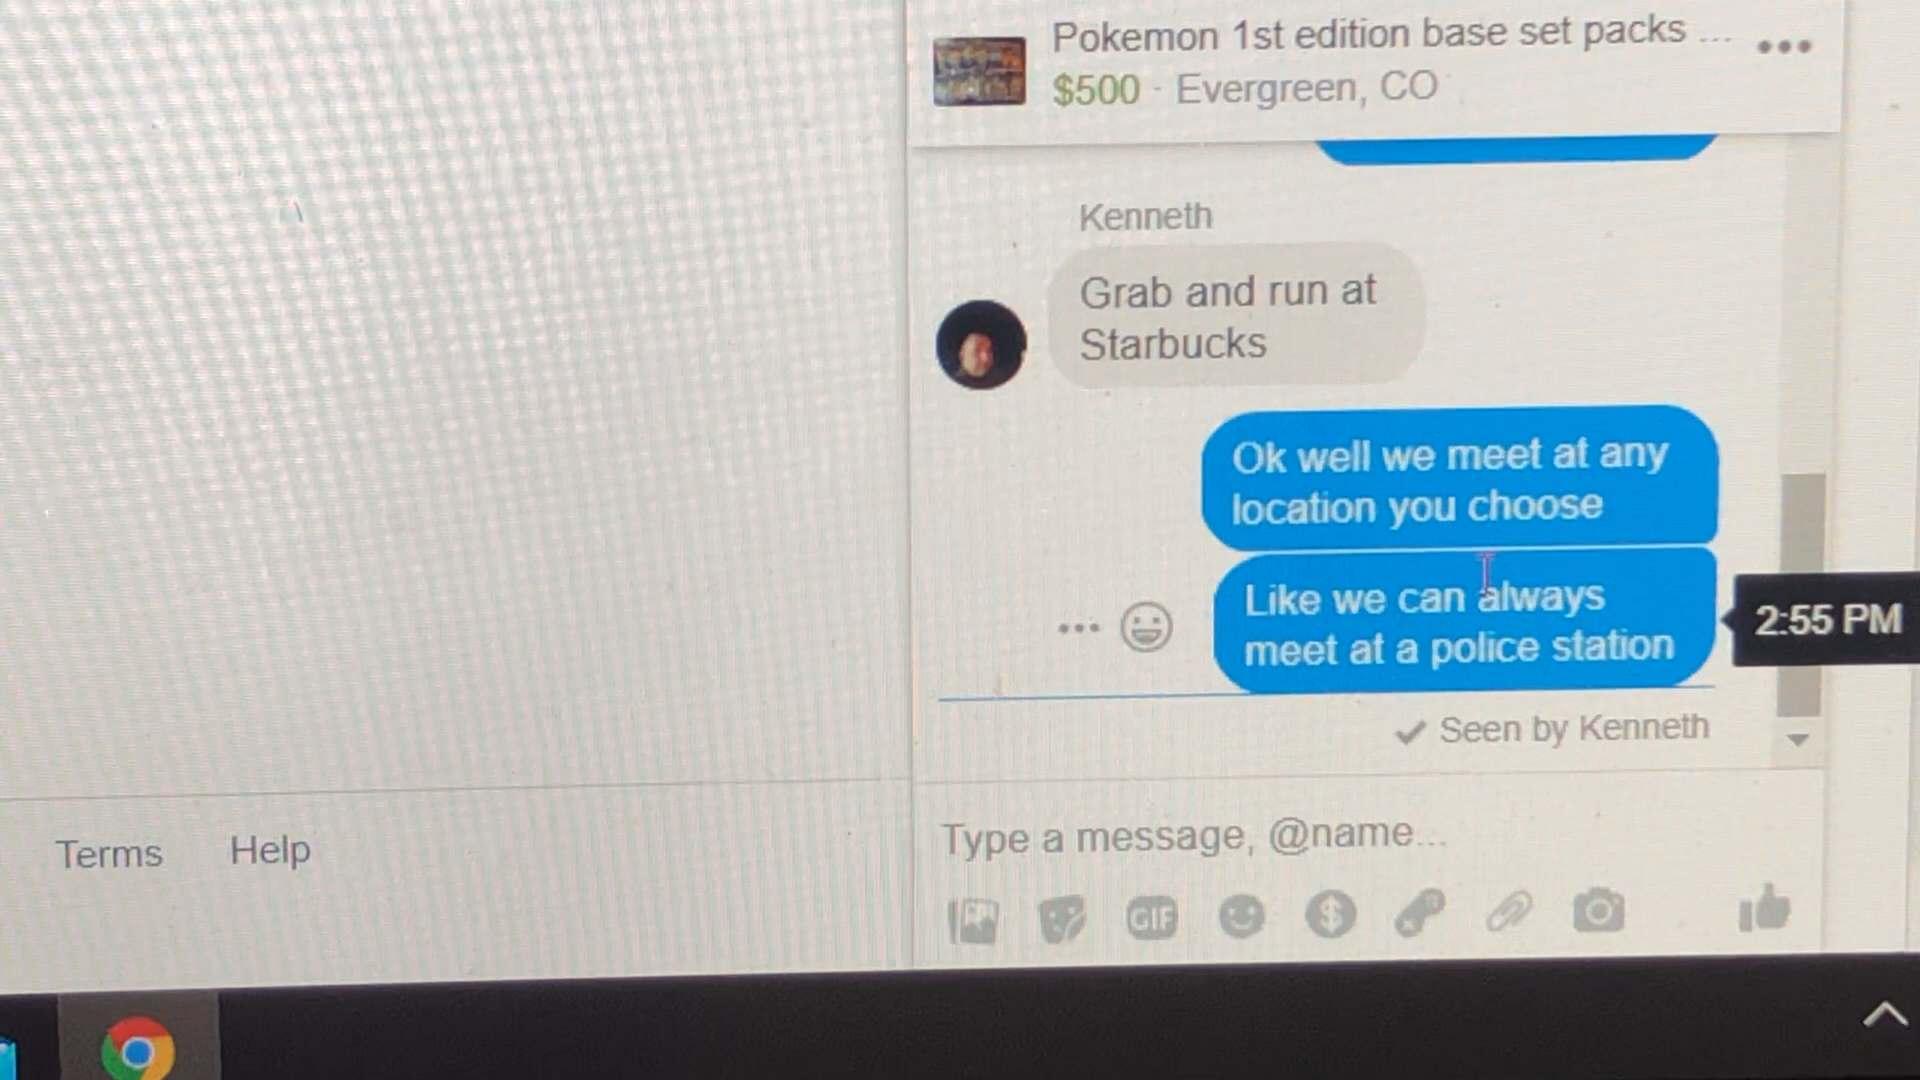 Pokemon 1st edition base set packs ...
$500 · Evergreen, CO
Kenneth
Grab and run at
Starbucks
Ok well we meet at any
location you choose
Like we can always
meet at a police station
2:55 PM
Seen by Kenneth
Type a message, @name...
Terms Help
GIF